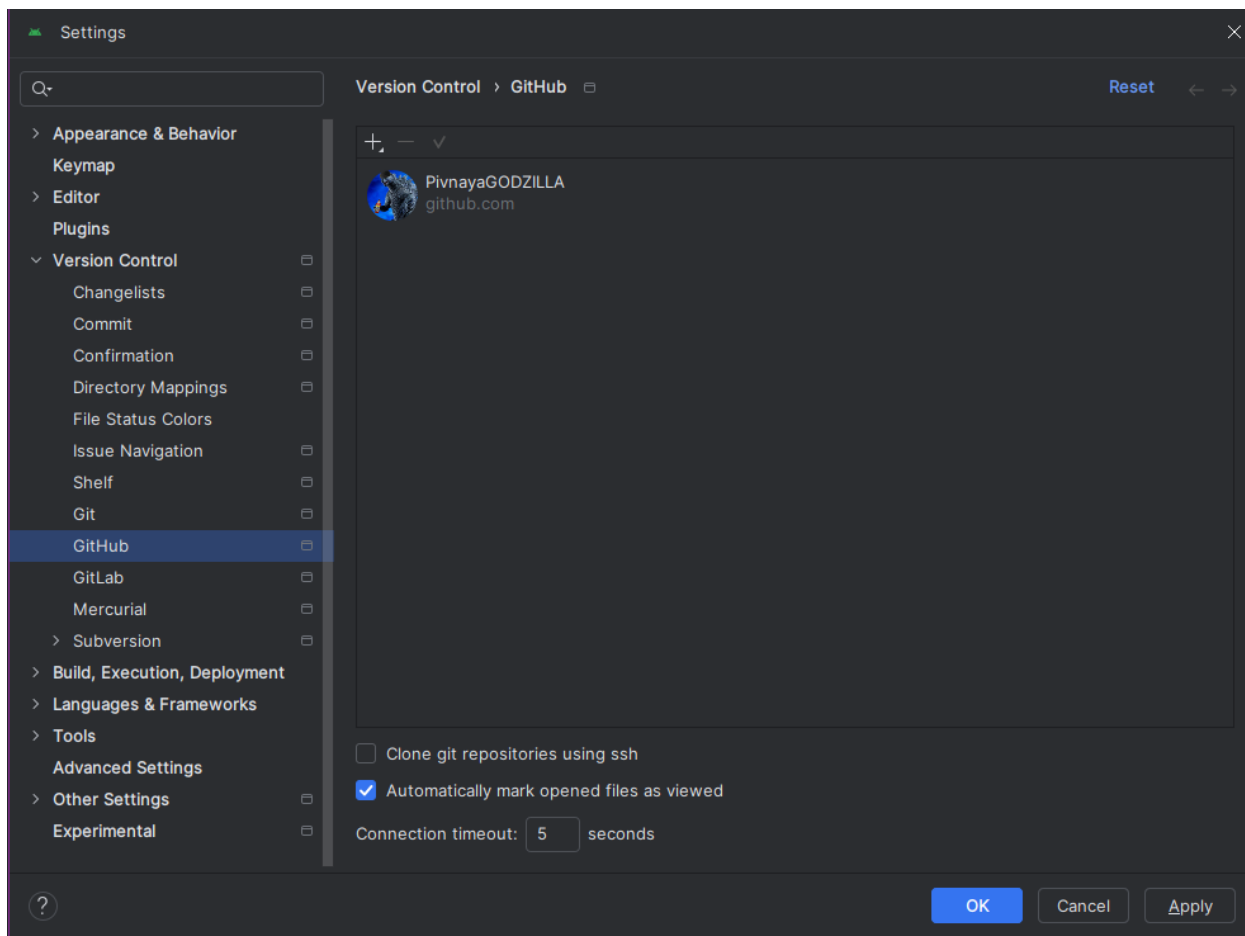 Settings
Version Control › GitHub
Reset
Appearance & Behavior
Keymap
Editor
Plugins
Version Control
Changelists
Commit
Confirmation
Directory Mappings
File Status Colors
Issue Navigation
Shelf
Git
GitHub
GitLab
Mercurial
Subversion
Build, Execution, Deployment
Languages & Frameworks
Tools
Advanced Settings
Other Settings
Experimental
PivnayaGODZILLA
github.com
Clone git repositories using ssh
Automatically mark opened files as viewed
Connection timeout: 5 seconds
?
OK Cancel Apply